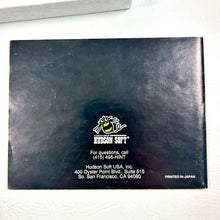 HUDSON SOFT
For questions, call
(415) 495-HINT
Hudson Soft USA, Inc.
400 Oyster Point Blvd., Suite 515
So. San Francisco, CA 94080
PRINTED IN JAPAN